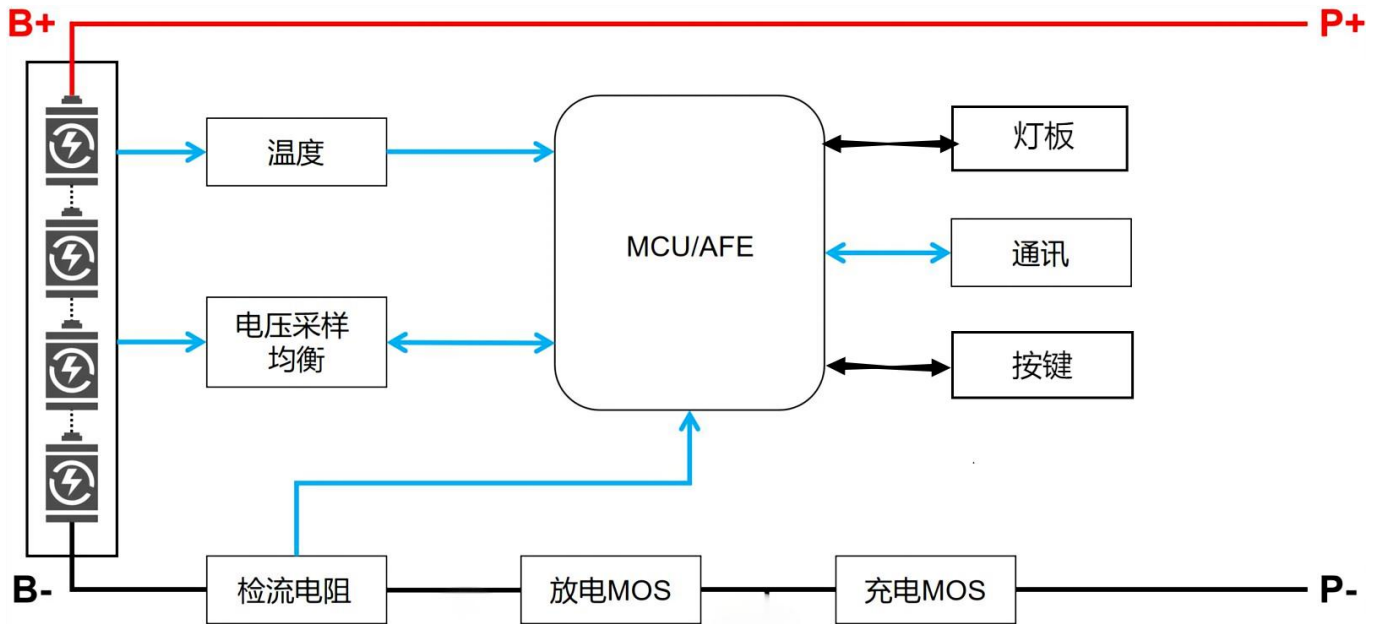 B+
P+
温度
灯板
MCU/AFE
通讯
电压采样
均衡
按键
B-
检流电阻
放电MOS
充电MOS
P-